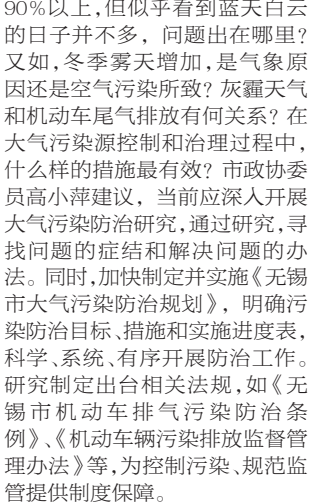 90%以上,但似乎看到蓝天白云
的日子并不多，问题出在哪里?
又如,冬季雾天增加,是气象原
因还是空气污染所致? 灰霾天气
和机动车尾气排放有何关系? 在
大气污染源控制和治理过程中,
什么样的措施最有效? 市政协委
员高小萍建议，当前应深入开展
大气污染防治研究,通过研究,寻
找问题的症结和解决问题的办
法。同时,加快制定并实施《无锡
市大气污染防治规划》，明确污
染防治目标、措施和实施进度表,
科学、系统、有序开展防治工作。
研究制定出台相关法规,如《无
锡市机动车排气污染防治条
例》、《机动车辆污染排放监督管
理办法》等,为控制污染、规范监
管提供制度保障。